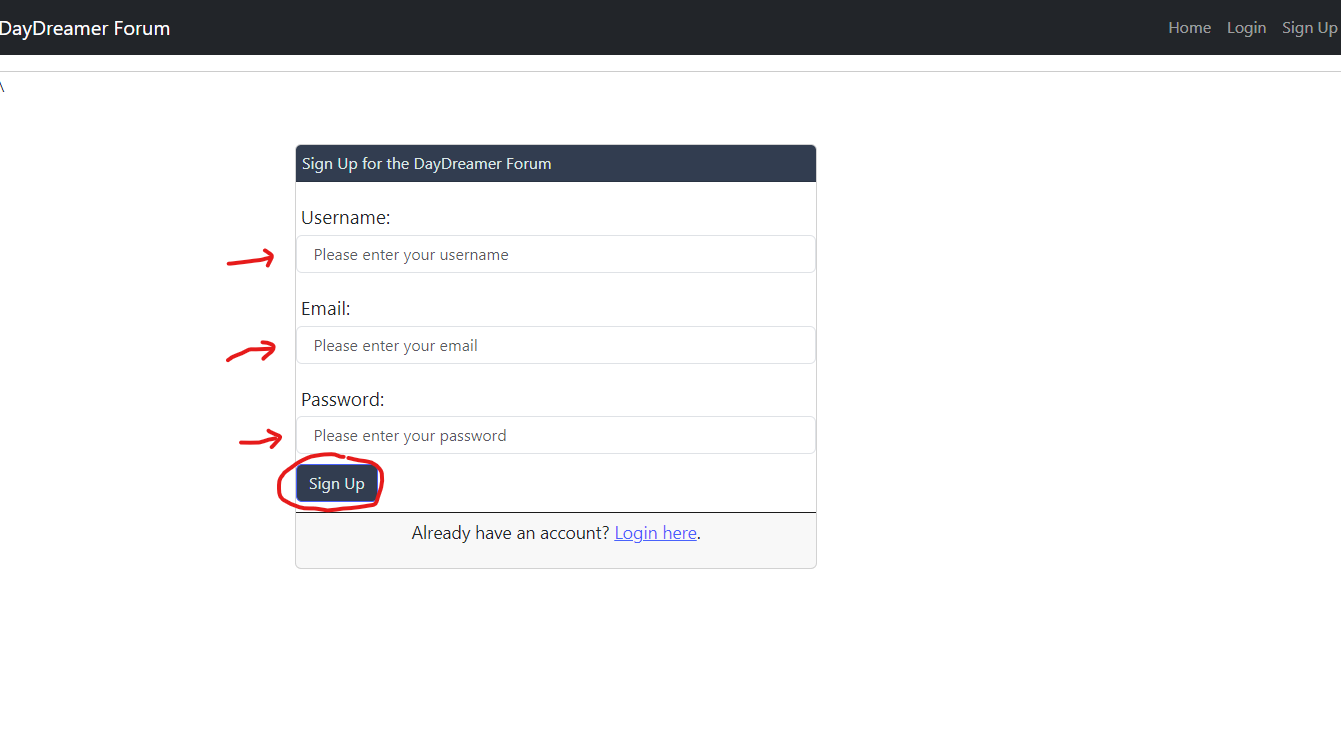 DayDreamer Forum Home Login Sign Up
\
Sign Up for the DayDreamer Forum
Username:
Please enter your username
Email:
Please enter your email
Password:
Please enter your password
Sign Up
Already have an account? Login here.